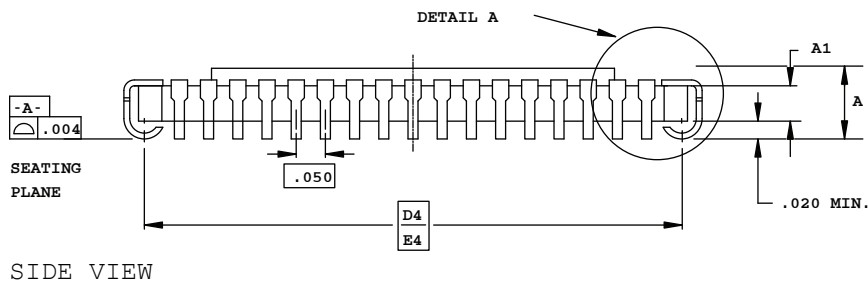 DETAIL A
A1
A
-A-
.004
SEATING
PLANE
.050
.020 MIN.
D4
E4
SIDE VIEW